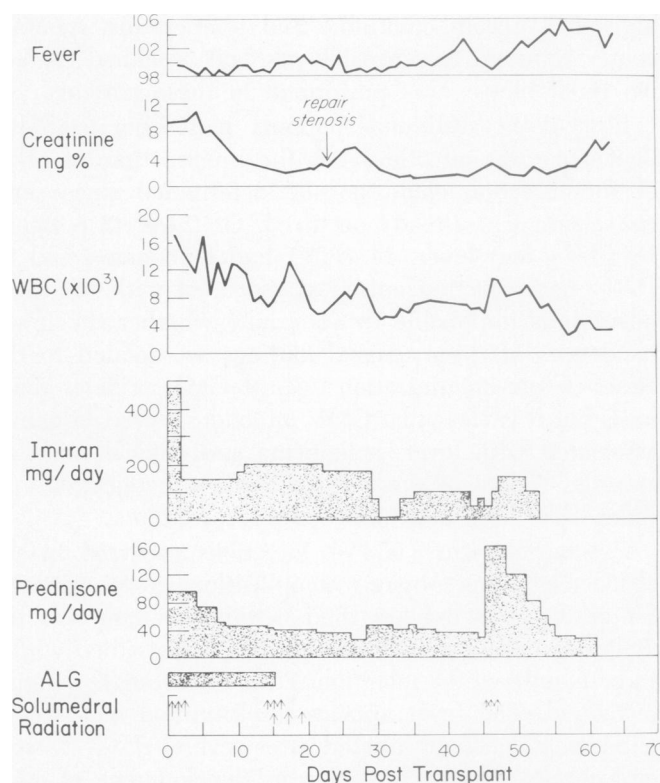 106
102
98
Fever
repair
stenosis
12
8
4
0
Creatinine
mg %
20
16
12
8
4
0
WBC (x10³)
400
200
0
Imuran
mg/day
160
120
80
40
0
Prednisone
mg/day
ALG
Solumedral
Radiation
0 10 20 30 40 50 60 70
Days Post Transplant